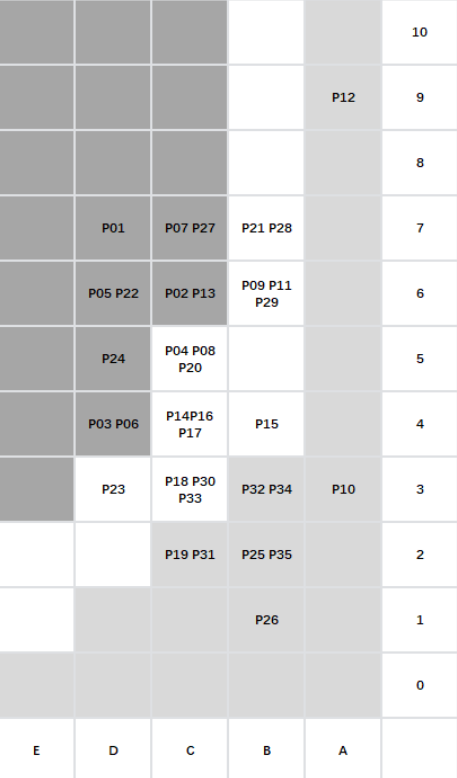 10
P12 9
8
P01 P07 P27 P21 P28 7
P05 P22 P02 P13 P09 P11 P29 6
P24 P04 P08 P20 5
P03 P06 P14P16 P17 P15 4
P23 P18 P30 P33 P32 P34 P10 3
P19 P31 P25 P35 2
P26 1
0
E D C B A